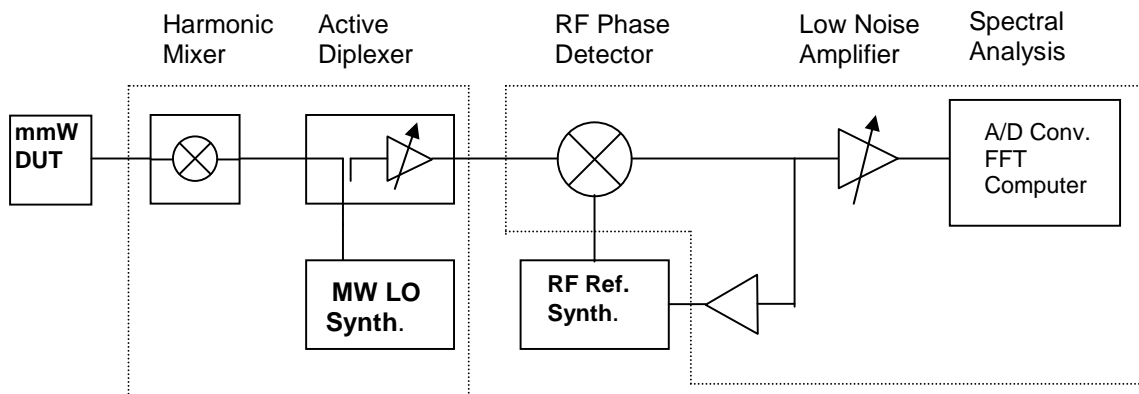 Harmonic
Mixer
Active
Diplexer
RF Phase
Detector
Low Noise
Amplifier
Spectral
Analysis
mmW
DUT
A/D Conv.
FFT
Computer
MW LO
Synth.
RF Ref.
Synth.